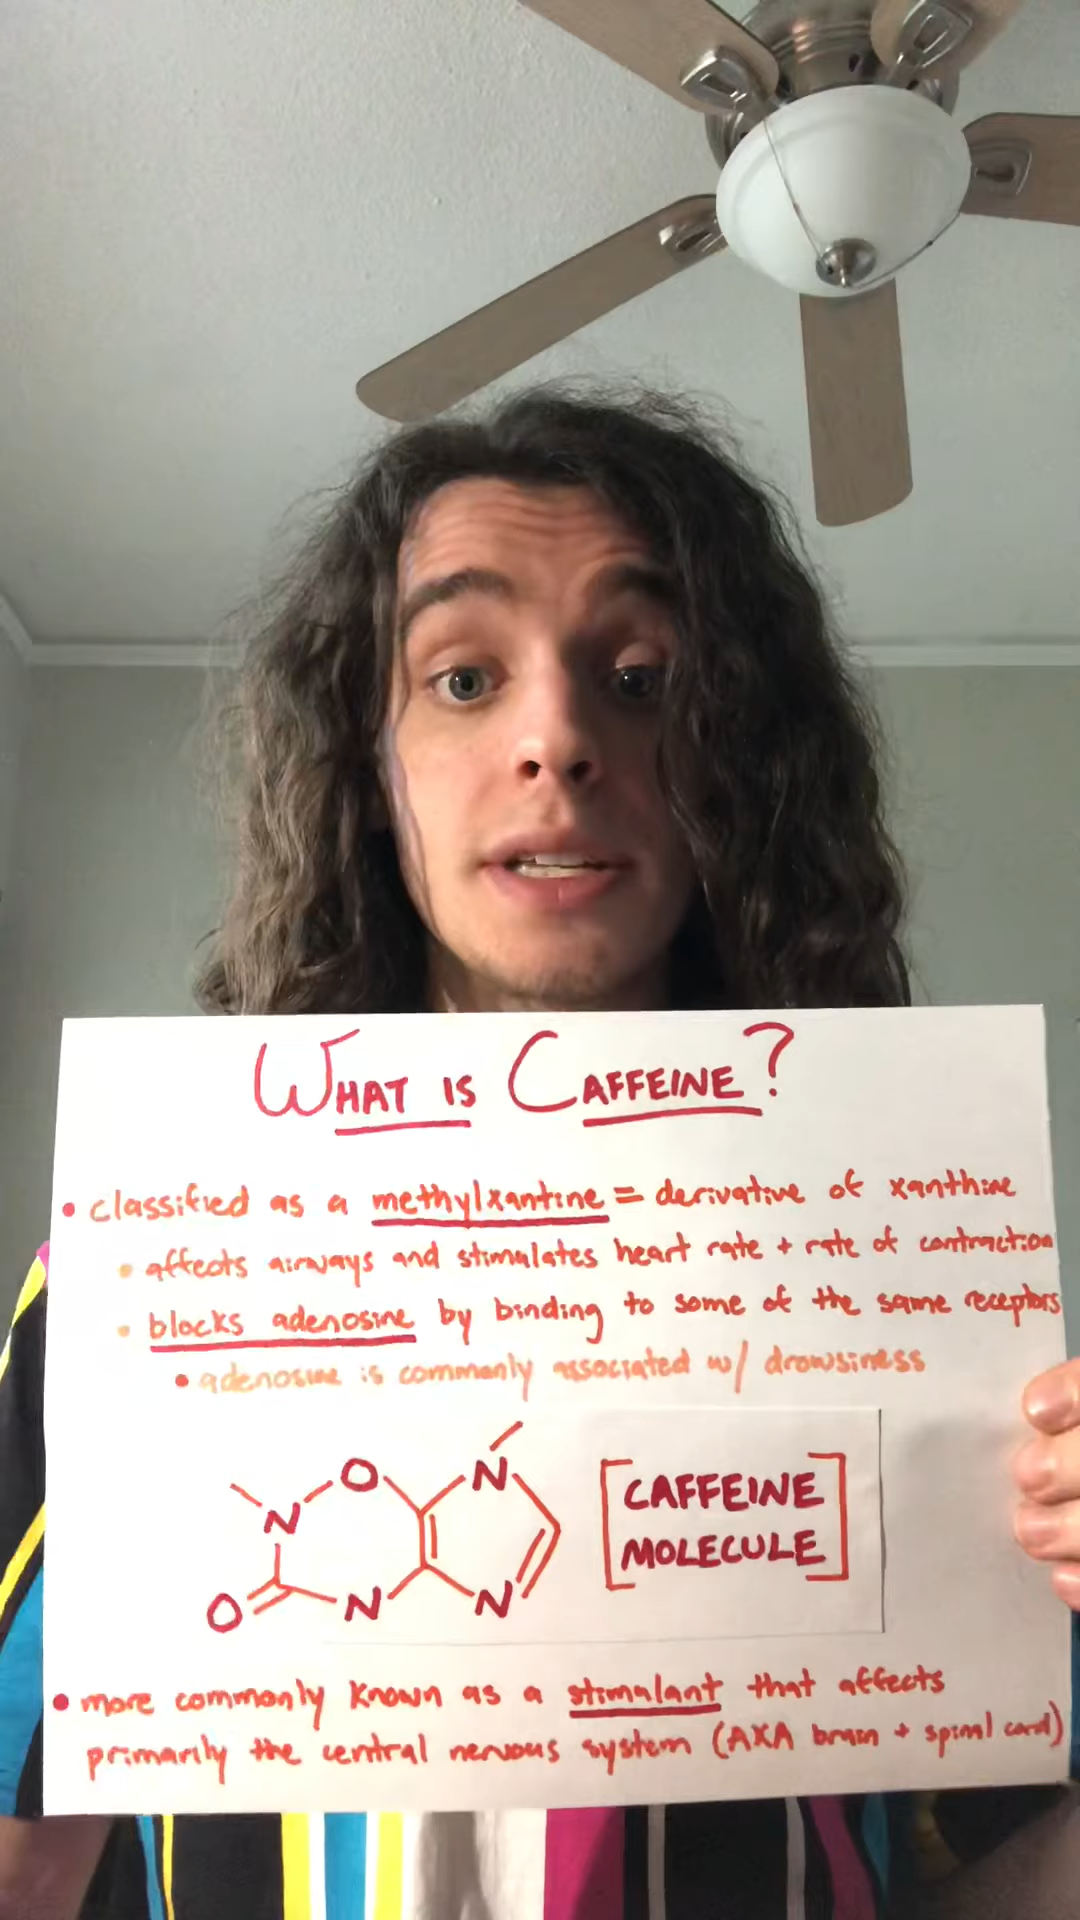 WHAT IS CAFFEINE?
• classified as a methylxantine = derivative of xanthine
• affects airways and stimulates heart rate + rate of contraction
• blocks adenosine by binding to some of the same receptors
• adenosine is commonly associated w/ drowsiness
O N
N
O N N
[CAFFEINE
MOLECULE]
• more commonly known as a stimulant that affects
primarily the central nervous system (AKA brain + spinal cord)